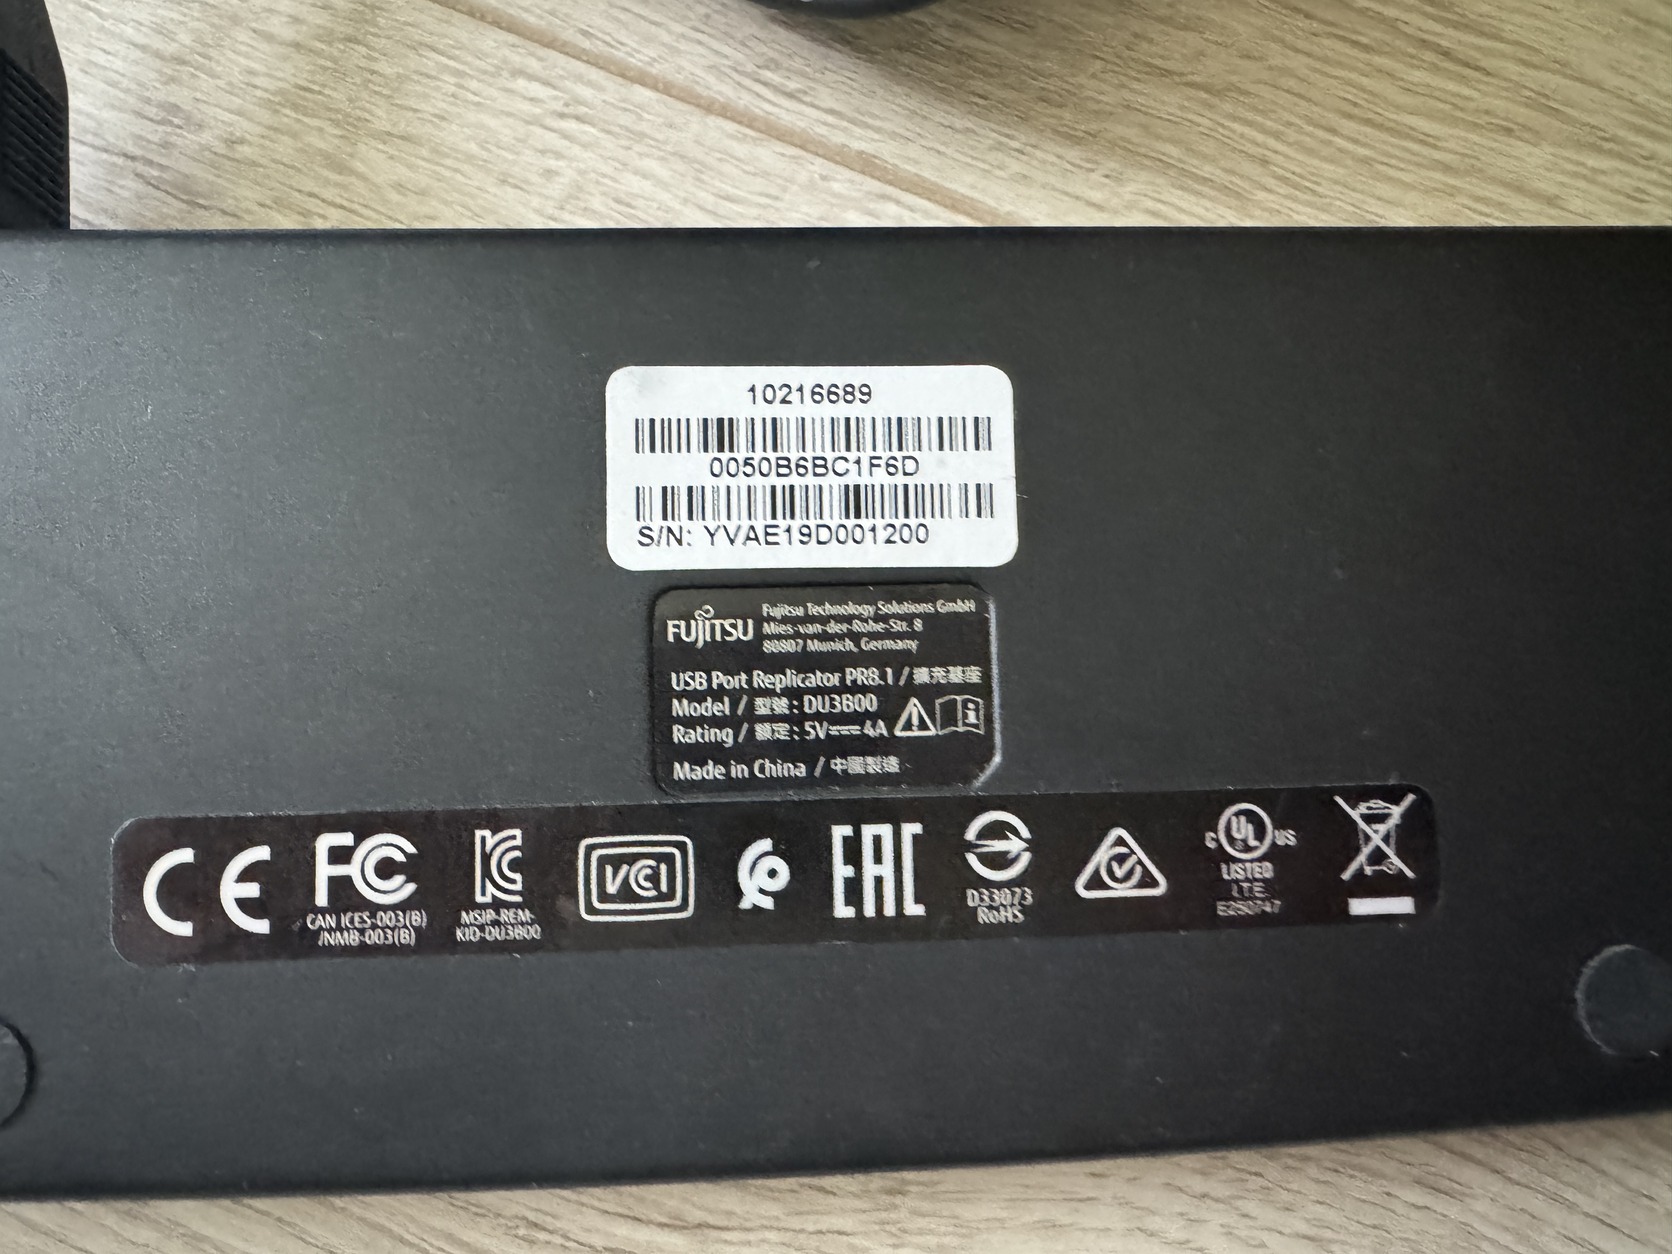 10216689
0050B6BC1F6D
S/N: YVAE19D001200
FUJITSU
Fujitsu Technology Solutions GmbH
Mies-van-der-Rohe-Str. 8
80807 Munich, Germany
USB Port Replicator PR8.1 / 擴充基座
Model / 型號: DU3B00
Rating / 額定: 5V⎓4A
Made in China / 中國製造
CE
FC
CAN ICES-003(B)
/NMB-003(B)
KC
MSIP-REM-
KID-DU3B00
VCI
EAC
D33073
RoHS
C UL US
LISTED
I.T.E.
E250747